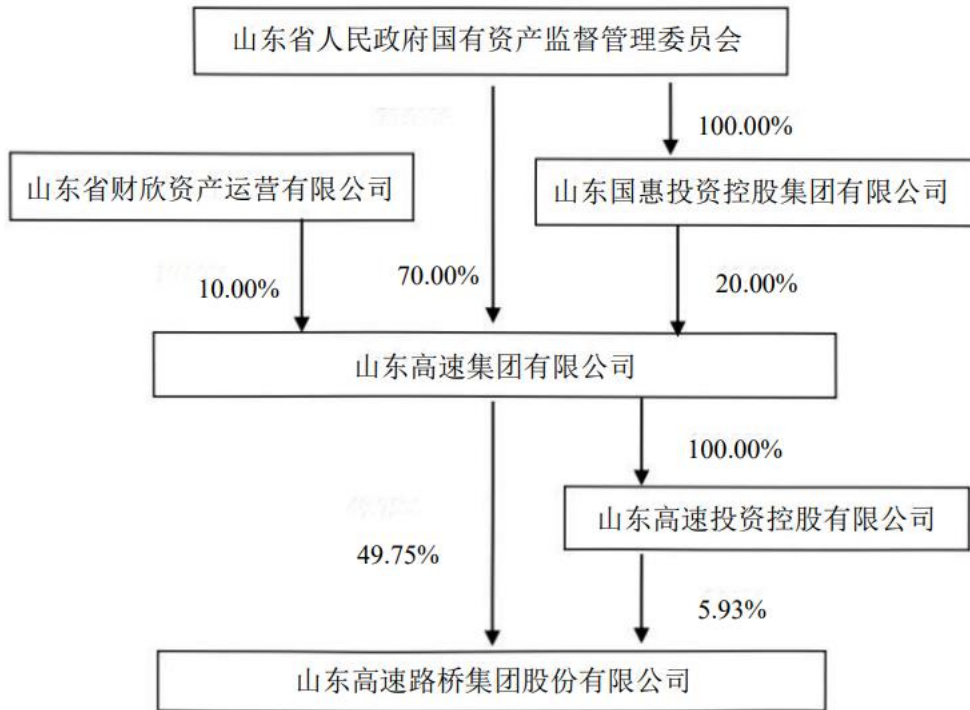 山东省人民政府国有资产监督管理委员会
100.00%
山东省财欣资产运营有限公司
山东国惠投资控股集团有限公司
10.00%
70.00%
20.00%
山东高速集团有限公司
100.00%
山东高速投资控股有限公司
49.75%
5.93%
山东高速路桥集团股份有限公司